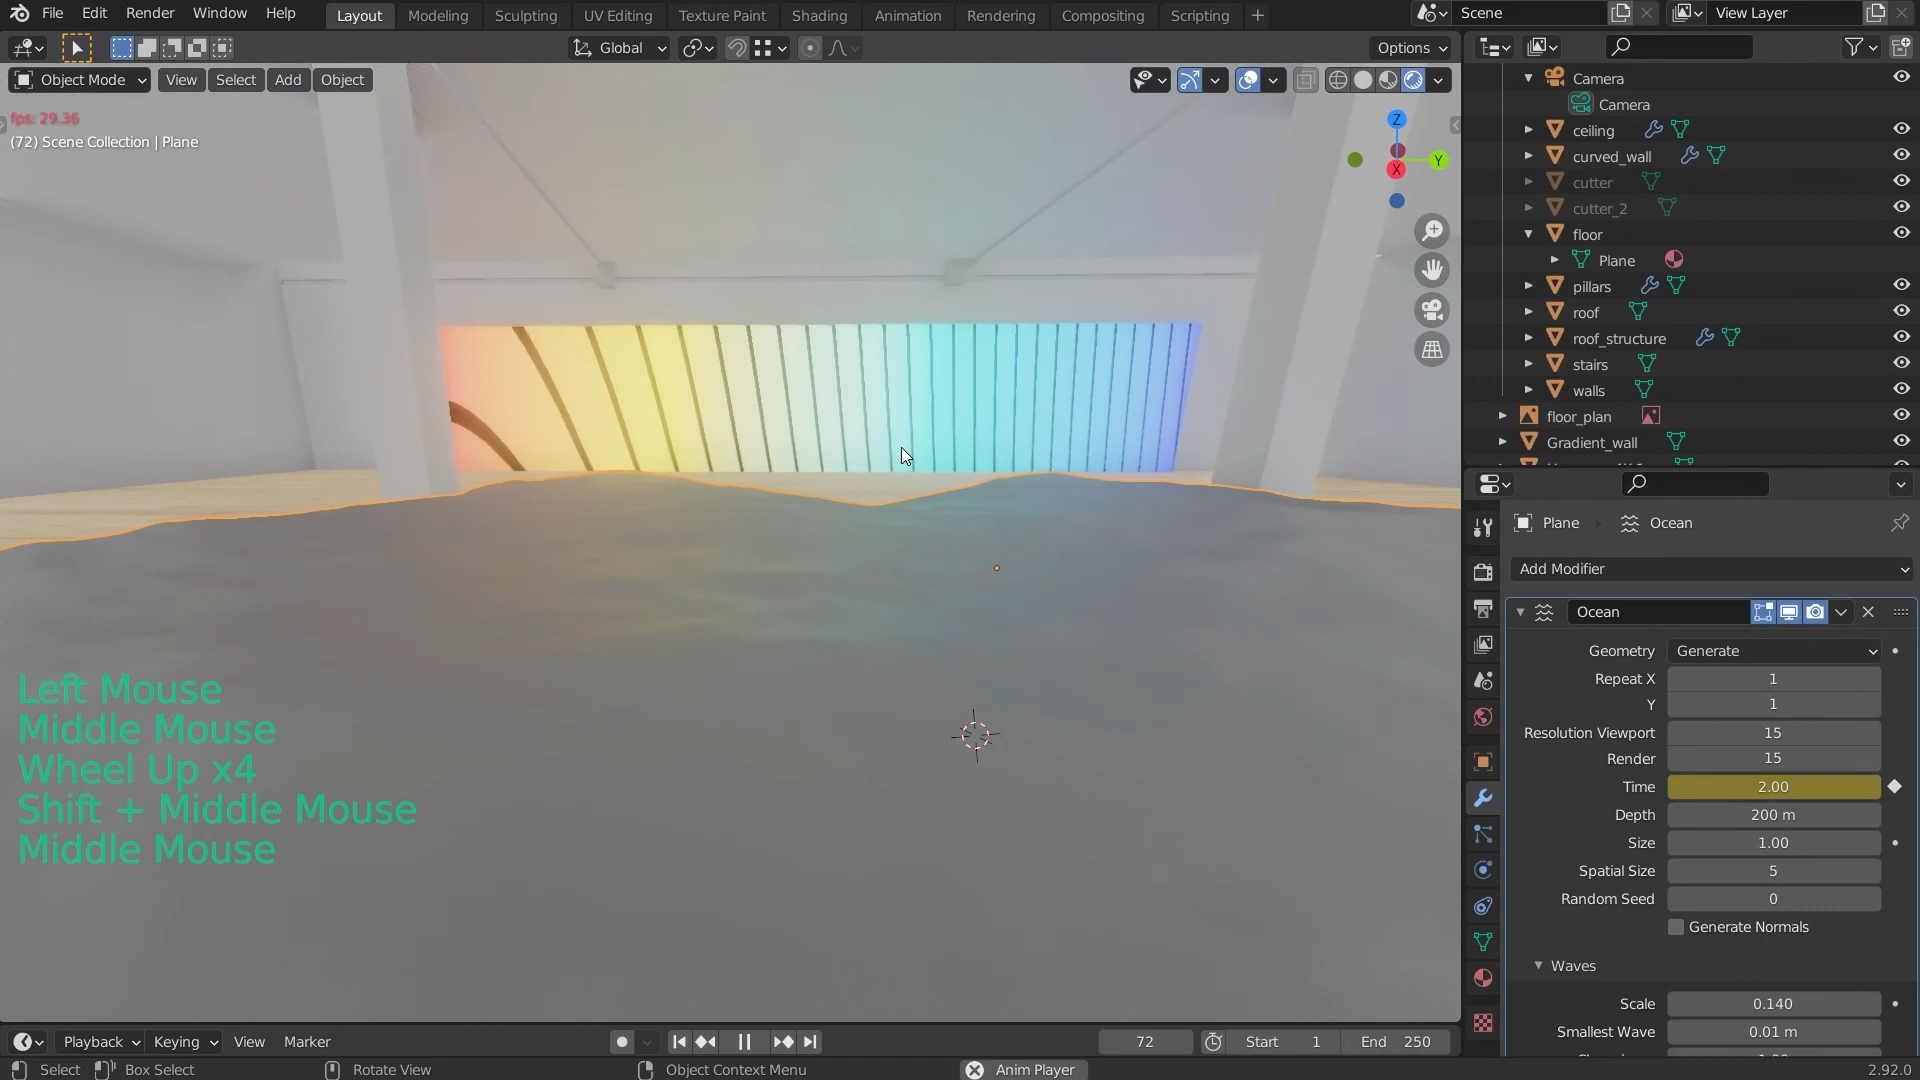 File Edit Render Window Help Layout Modeling Sculpting UV Editing Texture Paint Shading Animation Rendering Compositing Scripting Scene View Layer
Global Options
Object Mode View Select Add Object
fps: 29.36
(72) Scene Collection | Plane
Z
Y
X
Left Mouse
Middle Mouse
Wheel Up x4
Shift + Middle Mouse
Middle Mouse
Camera
Camera
ceiling
curved_wall
cutter
cutter_2
floor
Plane
pillars
roof
roof_structure
stairs
walls
floor_plan
Gradient_wall
Plane Ocean
Add Modifier
Ocean
Geometry Generate
Repeat X 1
Y 1
Resolution Viewport 15
Render 15
Time 2.00
Depth 200 m
Size 1.00
Spatial Size 5
Random Seed 0
Generate Normals
Waves
Scale 0.140
Smallest Wave 0.01 m
Playback Keying View Marker 72 Start 1 End 250
Select Box Select Rotate View Object Context Menu Anim Player 2.92.0